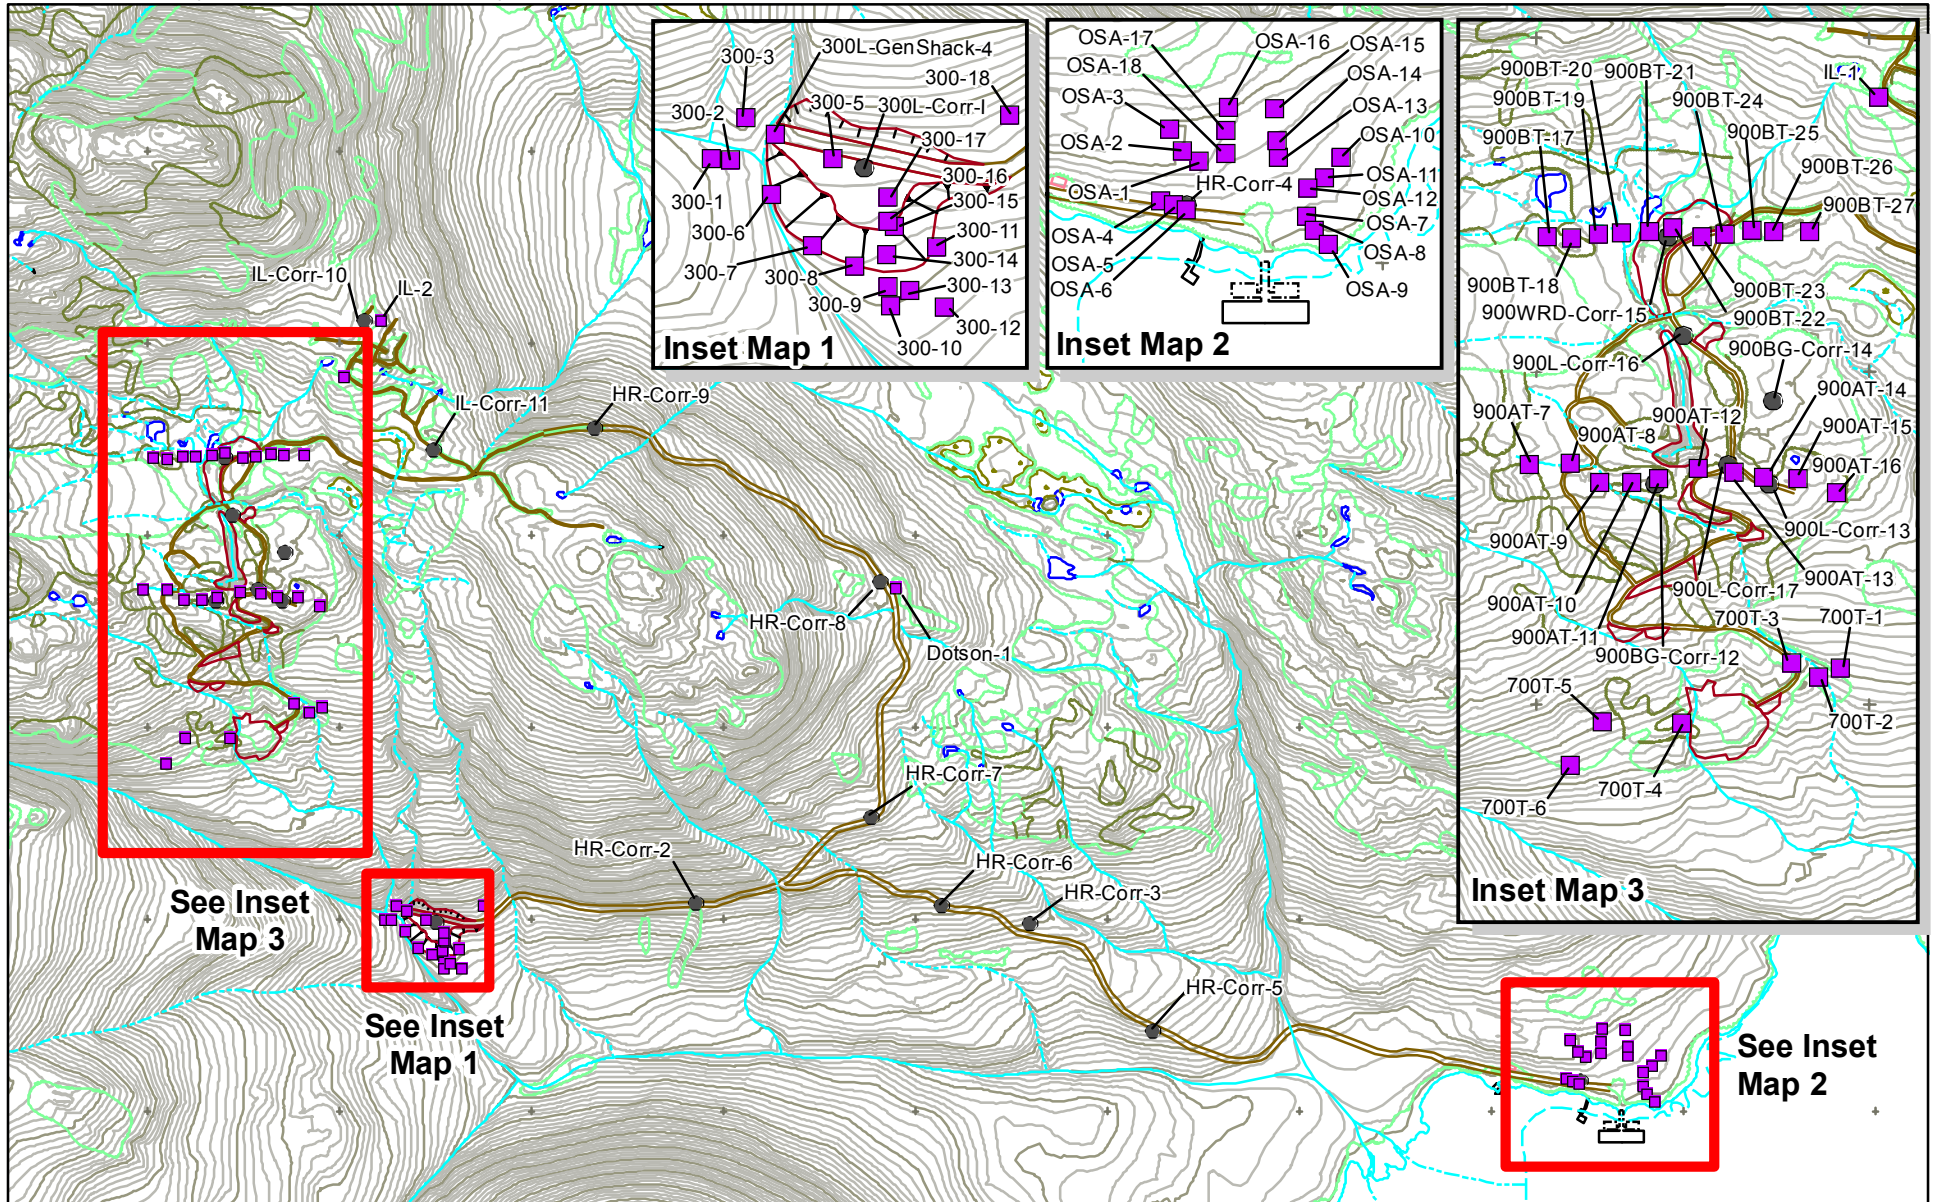 IL-Corr-10
IL-2
IL-Corr-11
HR-Corr-9
HR-Corr-8
Dotson-1
HR-Corr-7
HR-Corr-2
HR-Corr-6
HR-Corr-3
HR-Corr-5
See Inset
Map 3
See Inset
Map 1
See Inset
Map 2
300-3
300L-GenShack-4
300-18
300-2
300-5
300L-Corr-I
300-17
300-16
300-1
300-15
300-6
300-11
300-7
300-8
300-14
300-9
300-13
300-12
300-10
Inset Map 1
OSA-17
OSA-16
OSA-15
OSA-18
OSA-14
OSA-3
OSA-13
OSA-2
OSA-10
OSA-1
HR-Corr-4
OSA-11
OSA-12
OSA-4
OSA-7
OSA-5
OSA-8
OSA-6
OSA-9
Inset Map 2
900BT-20
900BT-21
IL-1
900BT-19
900BT-24
900BT-17
900BT-25
900BT-26
900BT-27
900BT-18
900BT-23
900WRD-Corr-15
900BT-22
900L-Corr-16
900BG-Corr-14
900AT-14
900AT-7
900AT-12
900AT-8
900AT-15
900AT-16
900AT-9
900L-Corr-13
900AT-13
900AT-10
900L-Corr-17
900AT-11
700T-3
700T-1
900BG-Corr-12
700T-5
700T-2
700T-4
700T-6
Inset Map 3